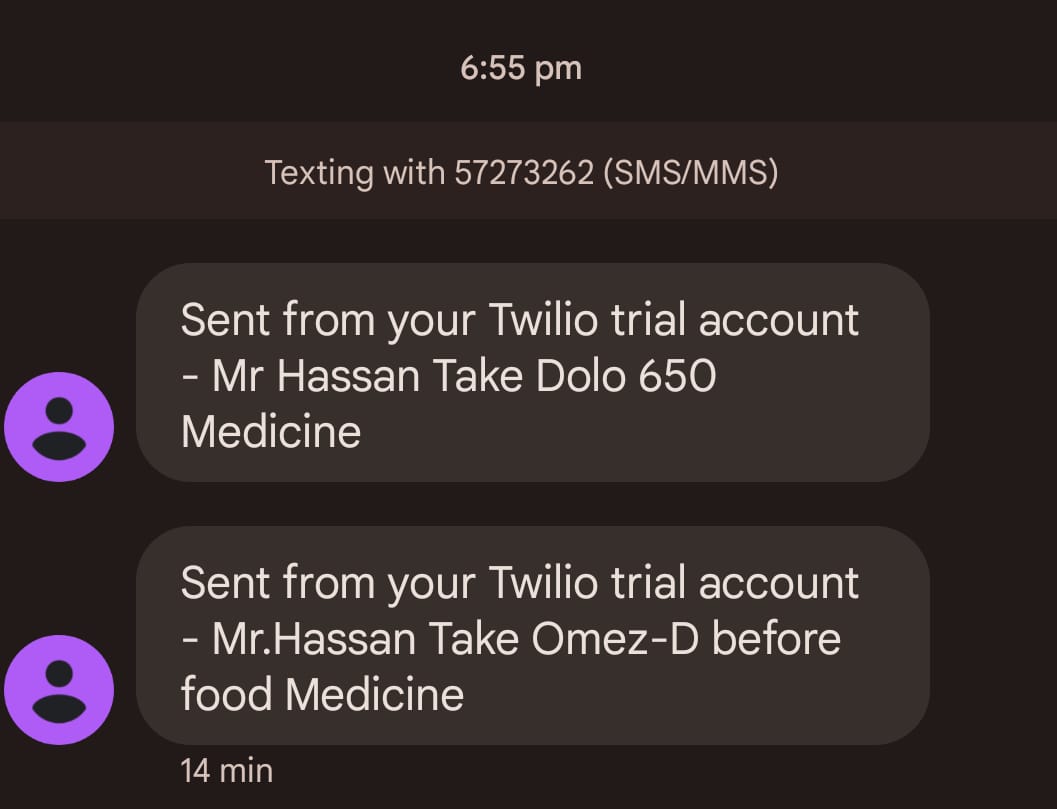 6:55 pm
Texting with 57273262 (SMS/MMS)
Sent from your Twilio trial account
- Mr Hassan Take Dolo 650
Medicine
Sent from your Twilio trial account
- Mr.Hassan Take Omez-D before
food Medicine
14 min